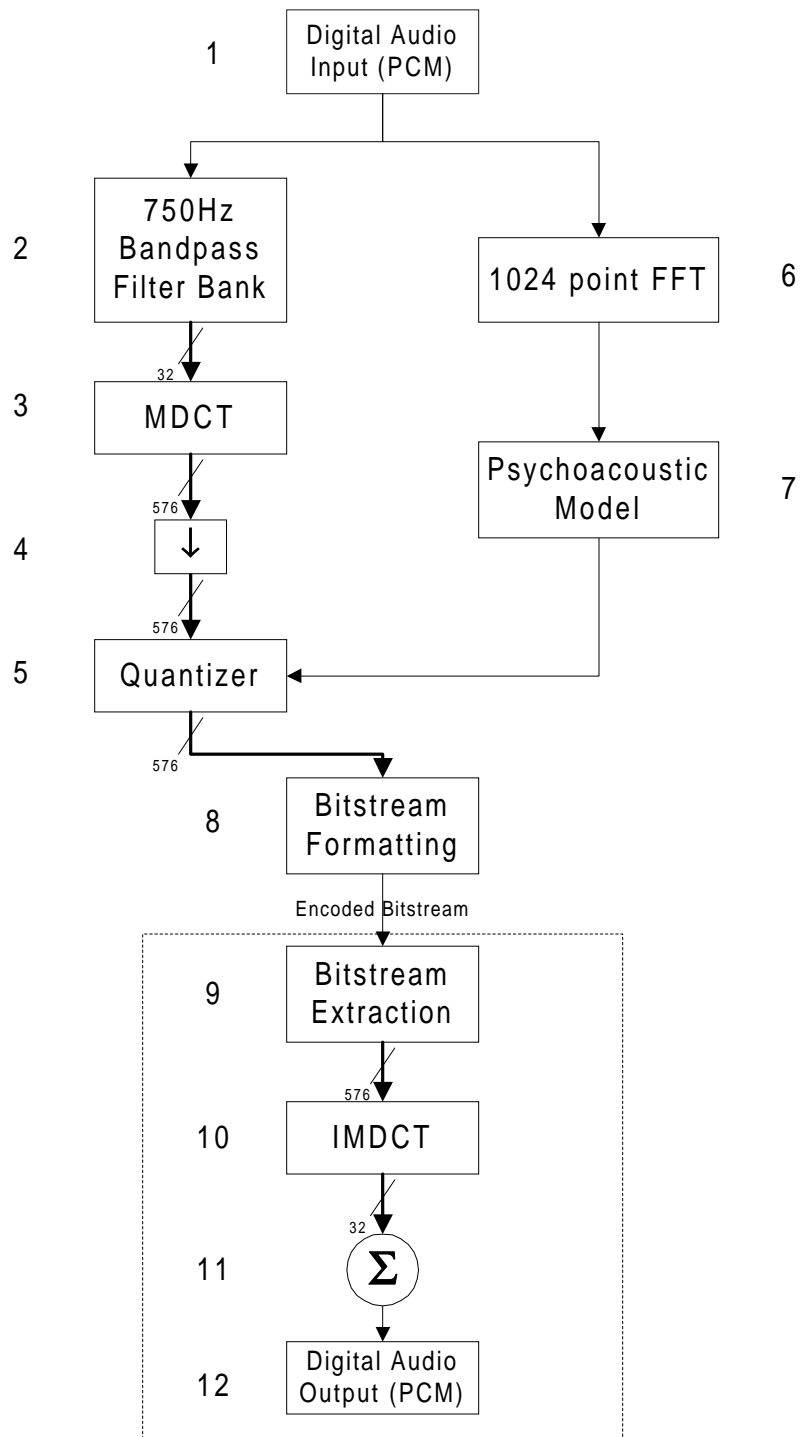 1
Digital Audio
Input (PCM)
2
750Hz
Bandpass
Filter Bank
1024 point FFT
6
32
3
MDCT
Psychoacoustic
Model
7
576
4
↓
576
5
Quantizer
576
8
Bitstream
Formatting
Encoded Bitstream
9
Bitstream
Extraction
576
10
IMDCT
32
11
Σ
12
Digital Audio
Output (PCM)